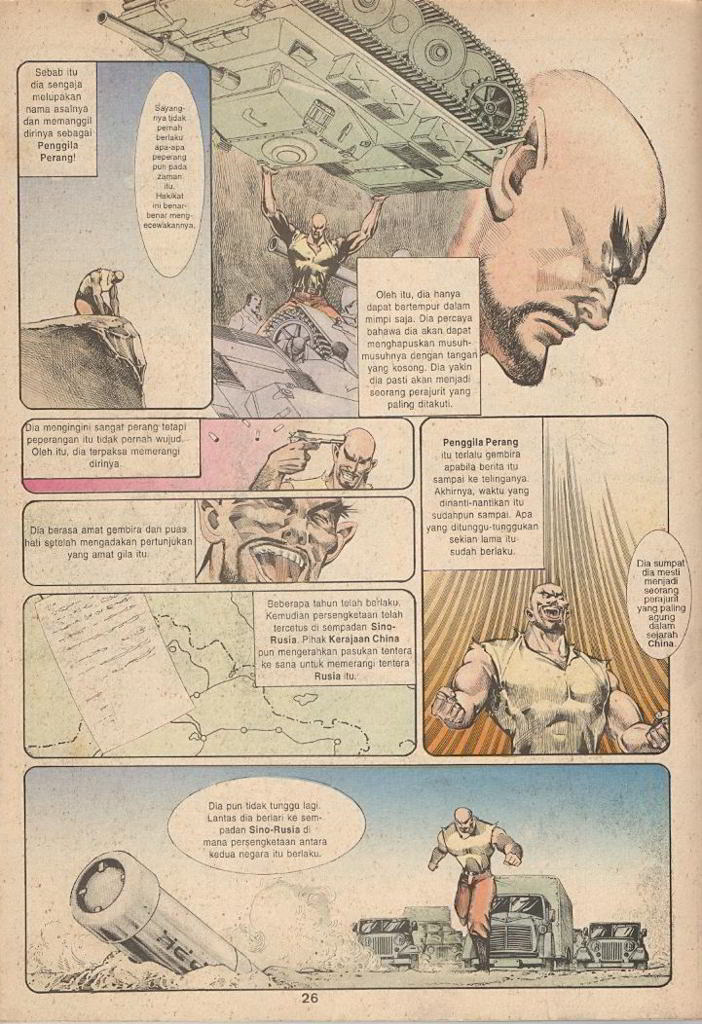 Sebab itu
dia sengaja
melupakan
nama asalnya
dan memanggil
dirinya sebagai
Penggila
Perang!
Sayang-
nya tidak
pernah
berlaku
apa-apa
peperang
pun pada
zaman
itu.
Hakikat
ini benar-
benar meng-
ecewakannya.
Oleh itu, dia hanya
dapat bertempur dalam
mimpi saja. Dia percaya
bahawa dia akan dapat
menghapuskan musuh-
musuhnya dengan tangan
yang kosong. Dia yakin
dia pasti akan menjadi
seorang perajurit yang
paling ditakuti.
Dia mengingini sangat perang tetapi
peperangan itu tidak pernah wujud.
Oleh itu, dia terpaksa memerangi
dirinya.
Dia berasa amat gembira dan puas
hati setelah mengadakan pertunjukan
yang amat gila itu.
Beberapa tahun telah berlaku.
Kemudian persengketaan telah
tercetus di sempadan Sino-
Rusia. Pihak Kerajaan China
pun mengerahkan pasukan tentera
ke sana untuk memerangi tentera
Rusia itu.
Penggila Perang
itu terlalu gembira
apabila berita itu
sampai ke telinganya.
Akhirnya, waktu yang
dinanti-nantikan itu
sudahpun sampai. Apa
yang ditunggu-tunggukan
sekian lama itu
sudah berlaku.
Dia sumpat
dia mesti
menjadi
seorang
perajurit
yang paling
agung
dalam
sejarah
China.
Dia pun tidak tunggu lagi.
Lantas dia berlari ke sem-
padan Sino-Rusia di
mana persengketaan antara
kedua negara itu berlaku.
26